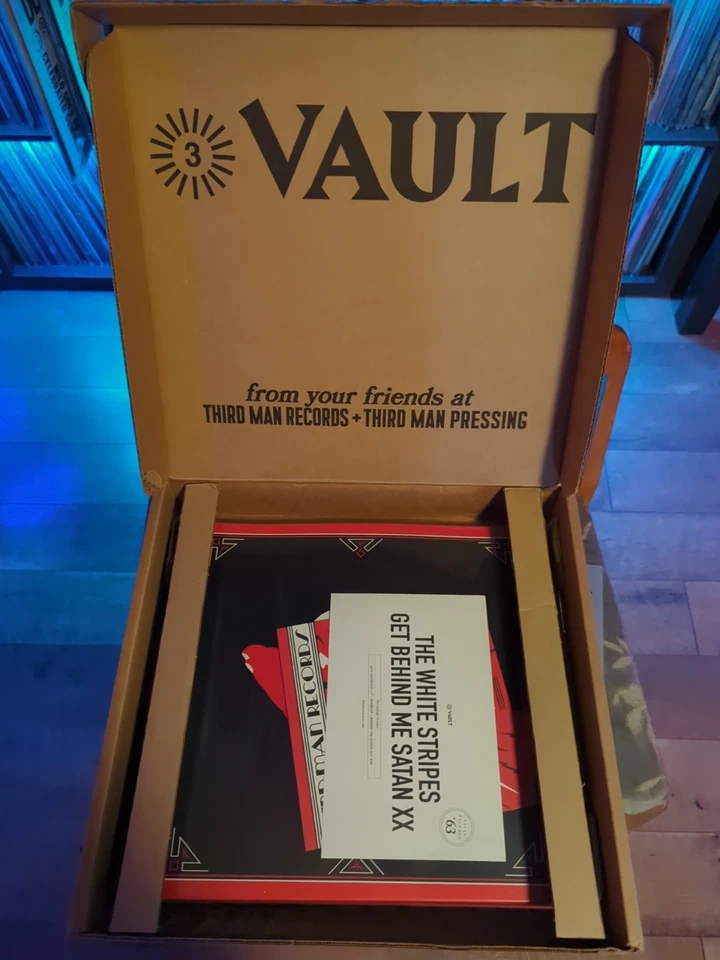 3 VAULT
from your friends at
THIRD MAN RECORDS + THIRD MAN PRESSING
MAN RECORDS
VAULT
THE WHITE STRIPES
GET BEHIND ME SATAN XX
63